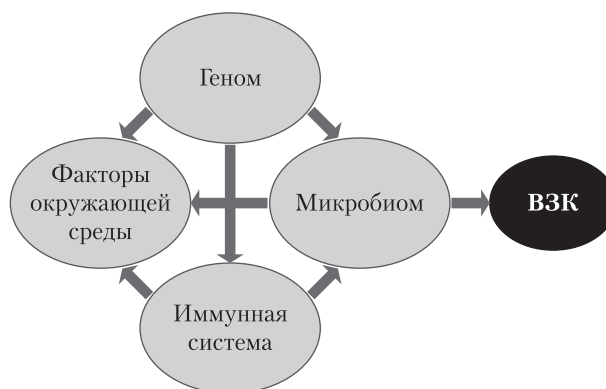 Геном
Факторы
окружающей
среды
Микробиом
ВЗК
Иммунная
система